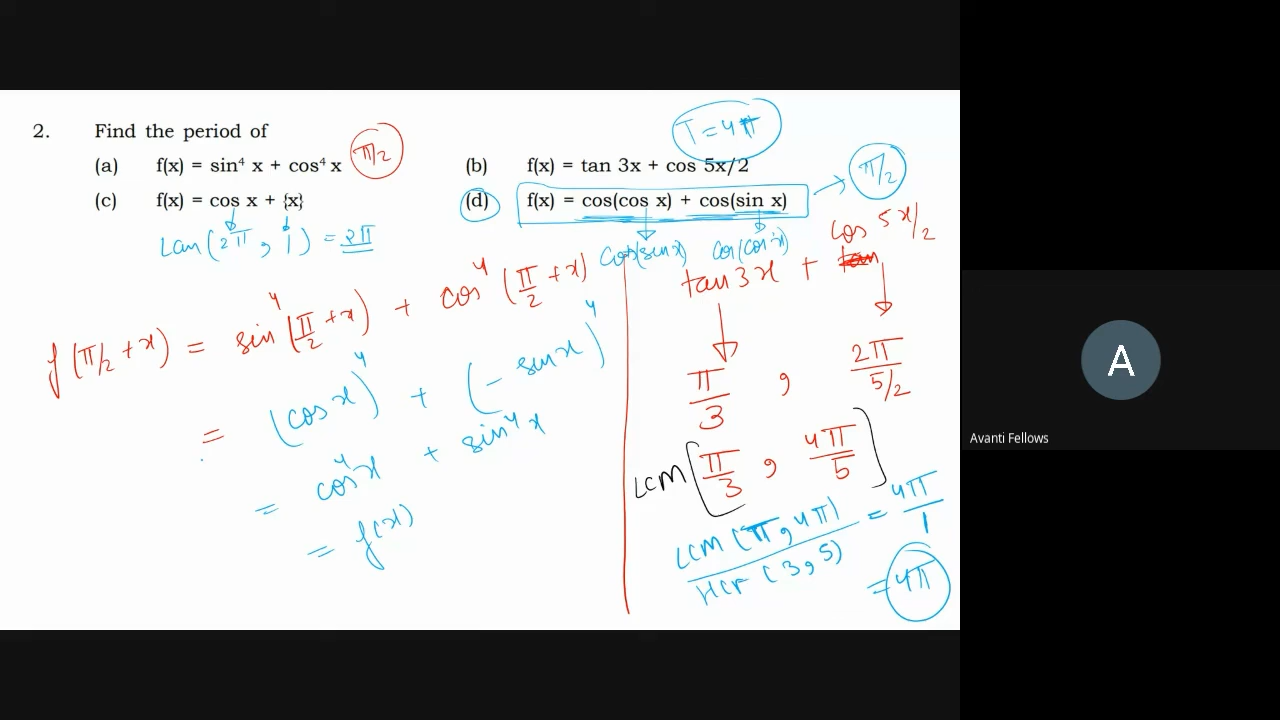 2. Find the period of
(a) f(x) = sin⁴ x + cos⁴ x π/2
(b) f(x) = tan 3x + cos 5x/2
T = 4π
(c) f(x) = cos x + {x}
(d) f(x) = cos(cos x) + cos(sin x) → π/2
(2π, 1) = 2π
cos(sin x) cos(cos x)
f(π/2 + x) = sin⁴(π/2 + x) + cos⁴(π/2 + x)
= (cos x)⁴ + (- sin x)⁴
= cos⁴x + sin⁴x
= f(x)
tan 3x + cos 5x/2
π/3 , 2π/5/2
LCM [π/3 , 4π/5]
LCM (π, 4π)/HCF (3, 5) = 4π/1
= 4π
A
Avanti Fellows